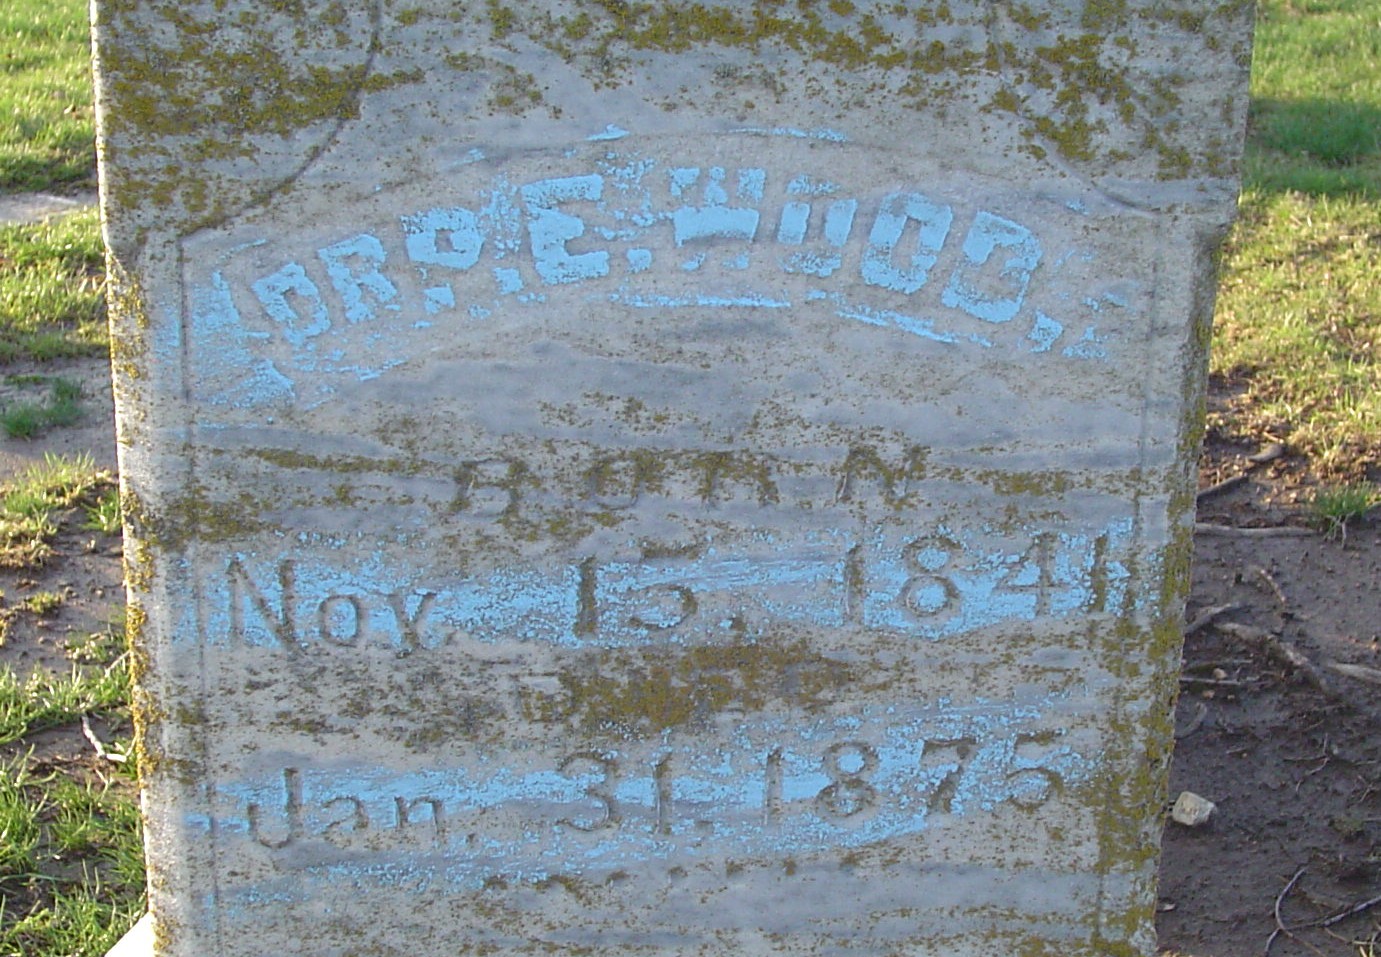 DR. P. E. WOOD.
BORN
Nov. 15, 1841
DIED
Jan. 31, 1875